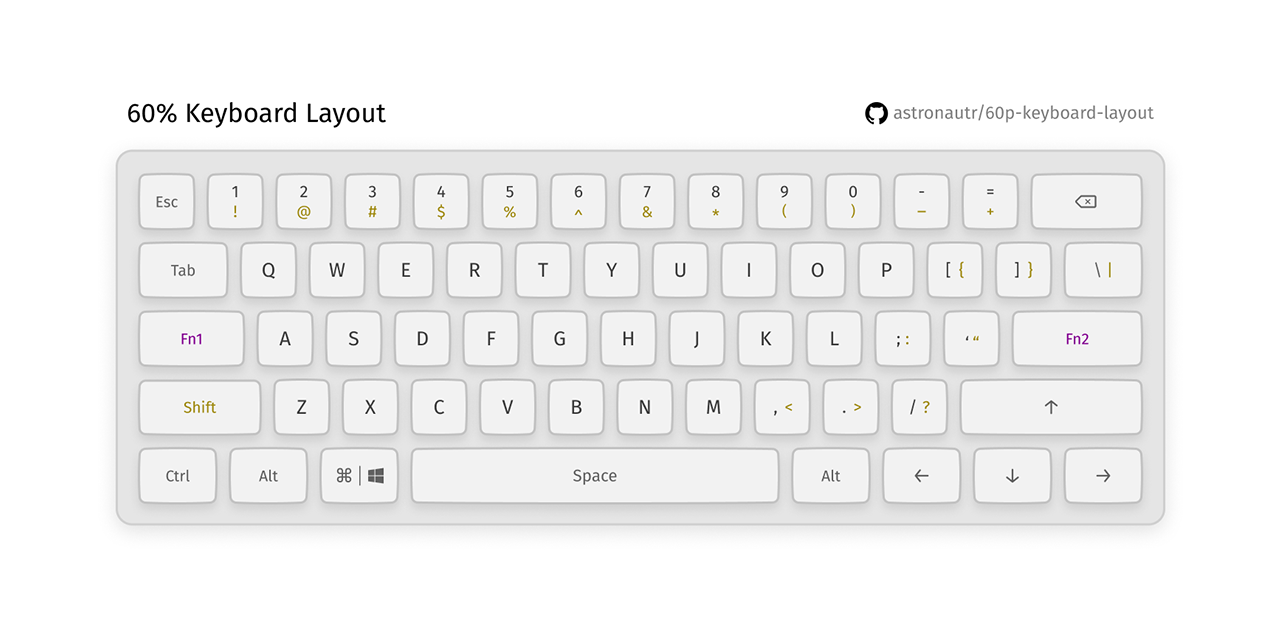 60% Keyboard Layout
astronautr/60p-keyboard-layout
Esc 1 ! 2 @ 3 # 4 $ 5 % 6 ^ 7 & 8 * 9 ( 0 ) - – = +
Tab Q W E R T Y U I O P [ { ] } \ |
Fn1 A S D F G H J K L ; : ‘ “ Fn2
Shift Z X C V B N M , < . > / ? ↑
Ctrl Alt ⌘ | Space Alt ← ↓ →